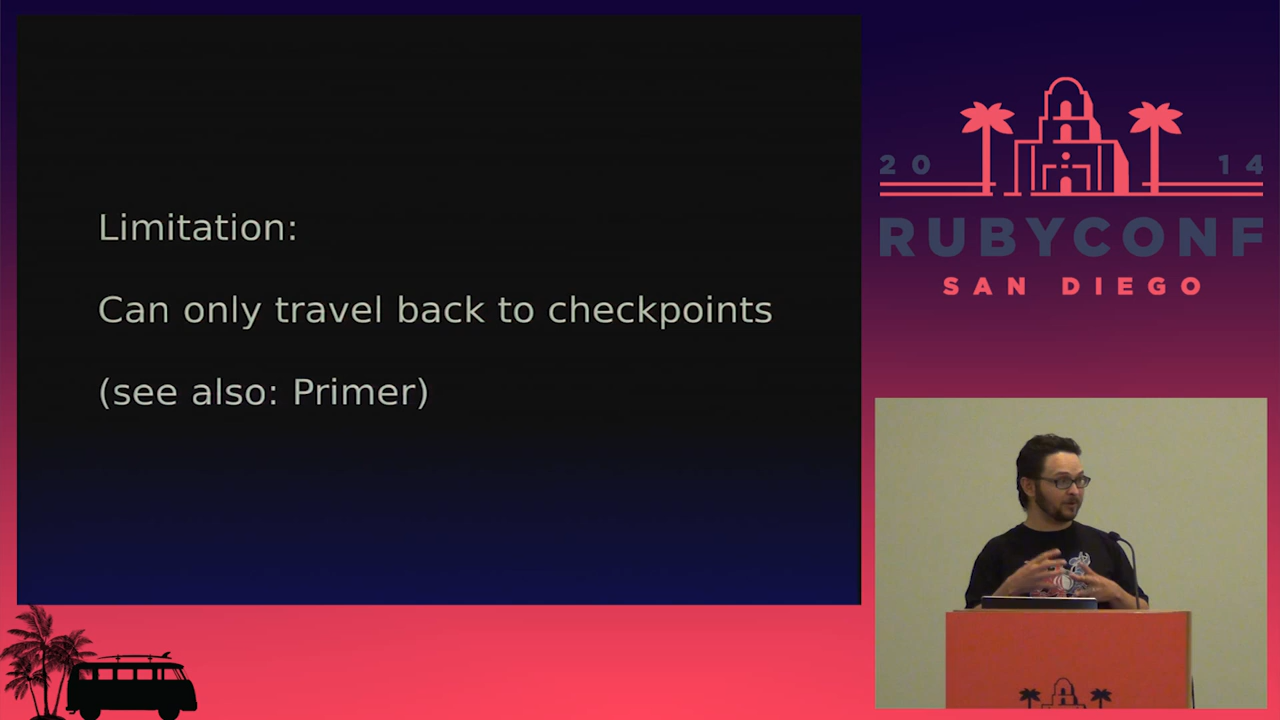 Limitation:
Can only travel back to checkpoints
(see also: Primer)
20 14
RUBYCONF
SAN DIEGO